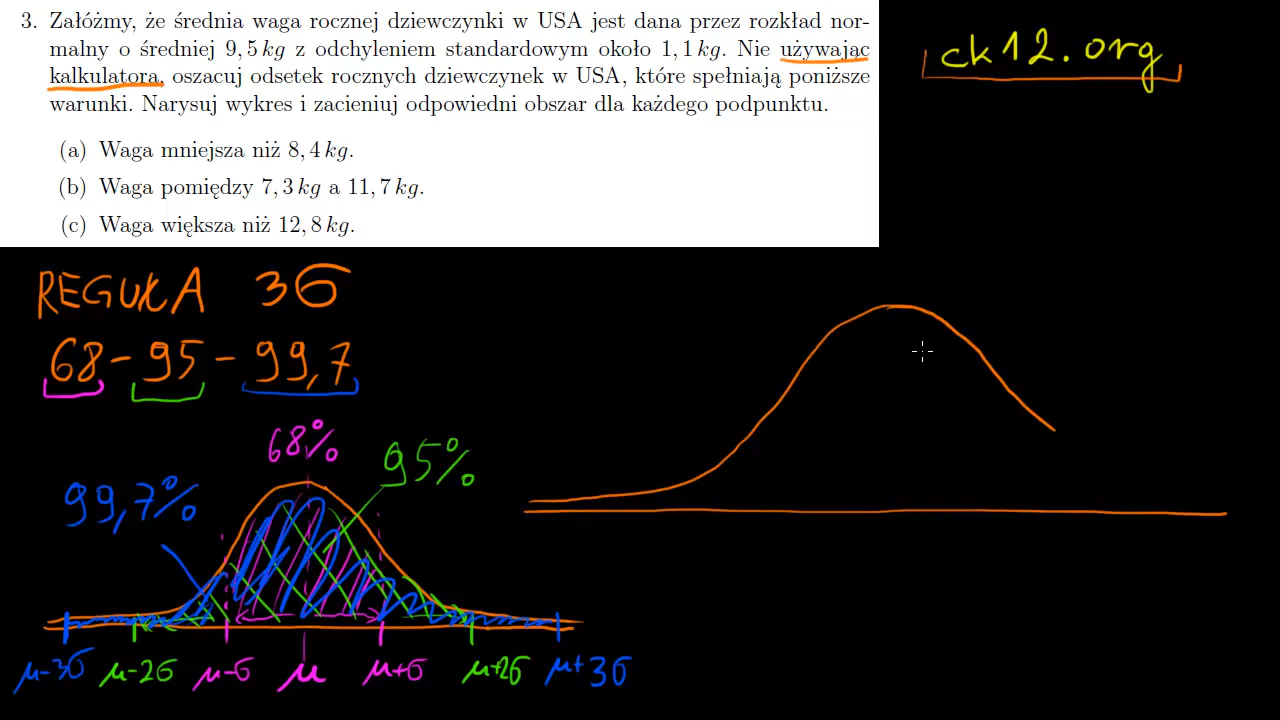 3. Załóżmy, że średnia waga rocznej dziewczynki w USA jest dana przez rozkład nor-
malny o średniej 9,5 kg z odchyleniem standardowym około 1,1 kg. Nie używając
kalkulatora, oszacuj odsetek rocznych dziewczynek w USA, które spełniają poniższe
warunki. Narysuj wykres i zacieniuj odpowiedni obszar dla każdego podpunktu.
(a) Waga mniejsza niż 8,4 kg.
(b) Waga pomiędzy 7,3 kg a 11,7 kg.
(c) Waga większa niż 12,8 kg.
ck12.org
REGUŁA 3σ
68-95-99,7
68%
95%
99,7%
μ-3σ μ-2σ μ-σ μ μ+σ μ+2σ μ+3σ